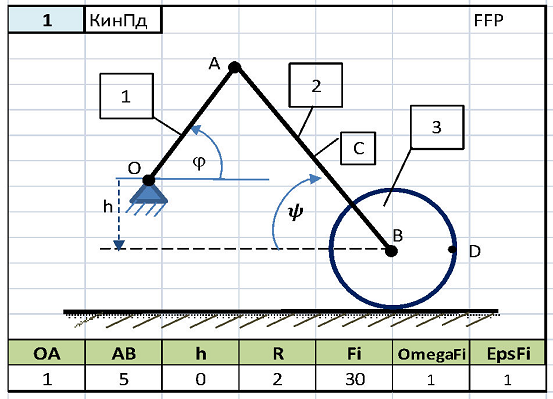 1 КинПд FFP
A
1
2
C
3
O
φ
h
ψ
B
D
OA AB h R Fi OmegaFi EpsFi
1 5 0 2 30 1 1